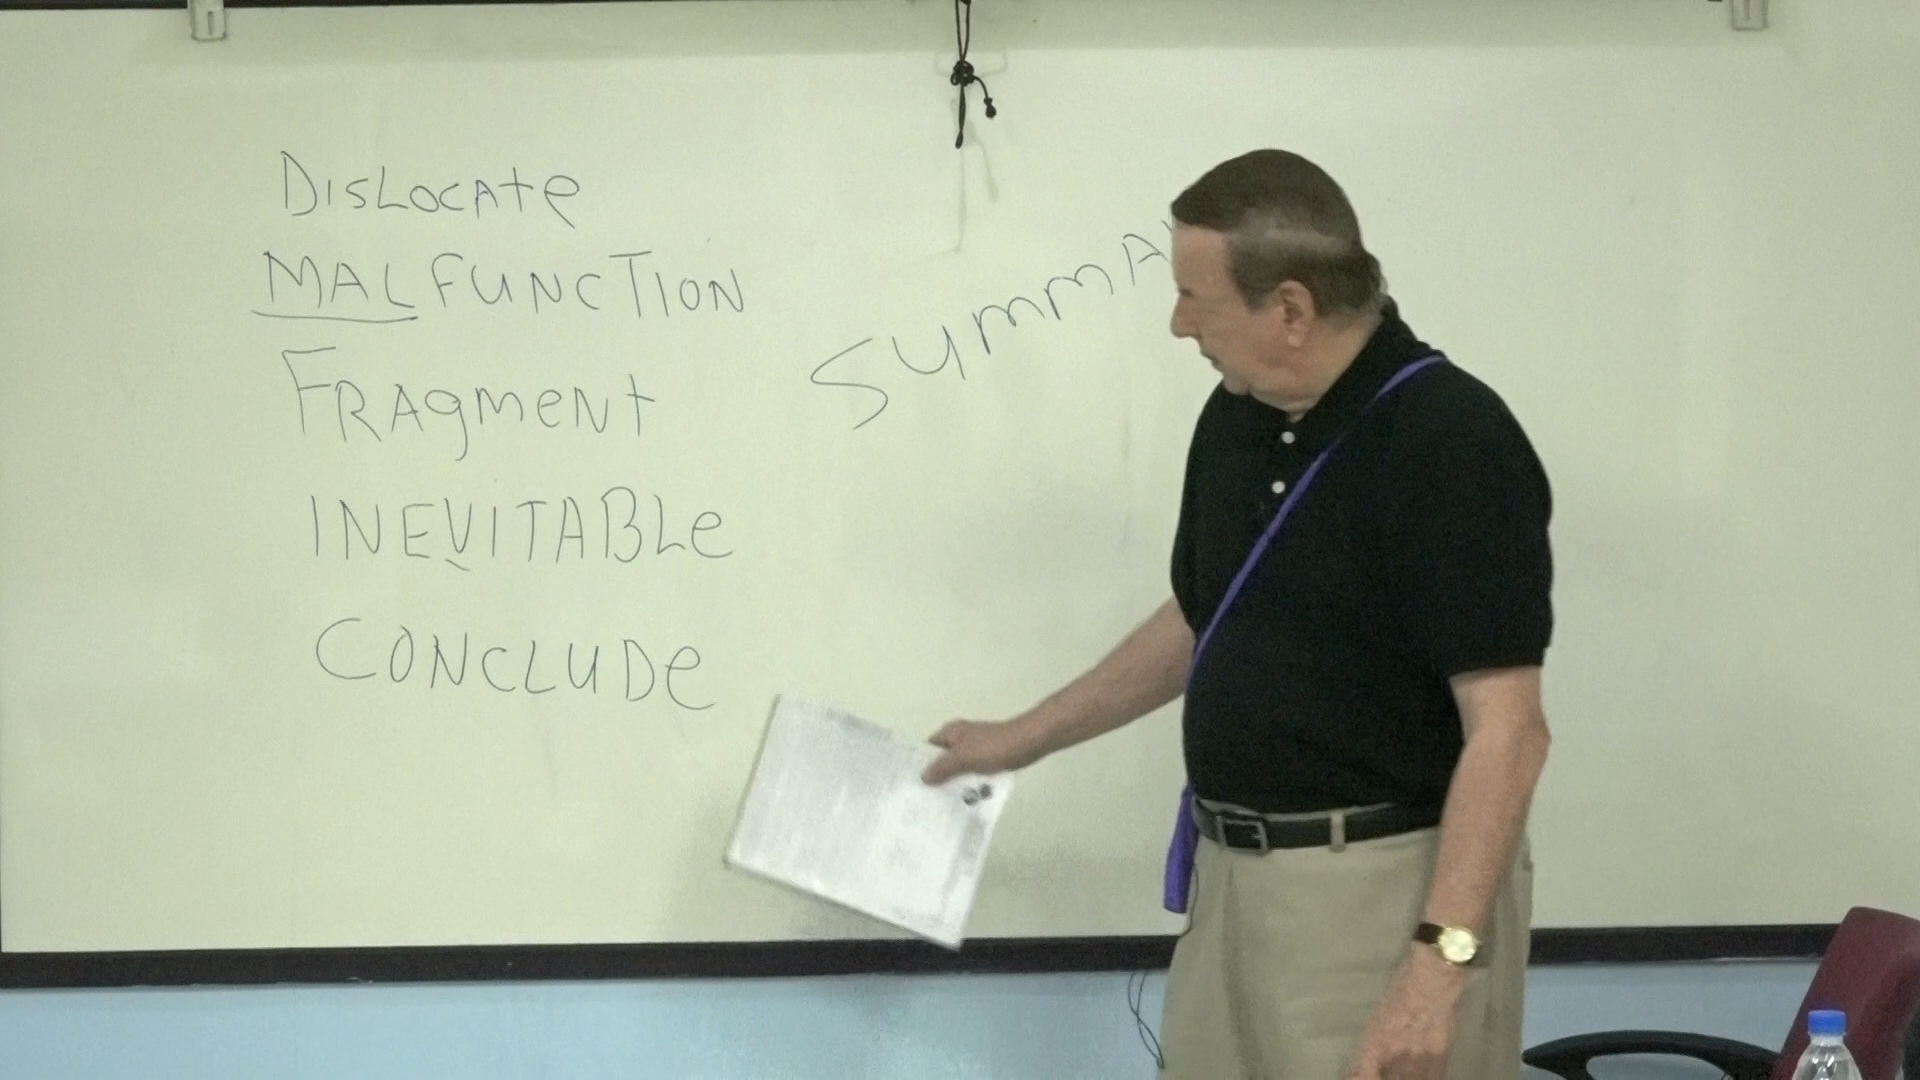 DISLOCAte
MALFUNCTION
FRAgmeNt
INEVITABLe
CONCLUDe
SummA